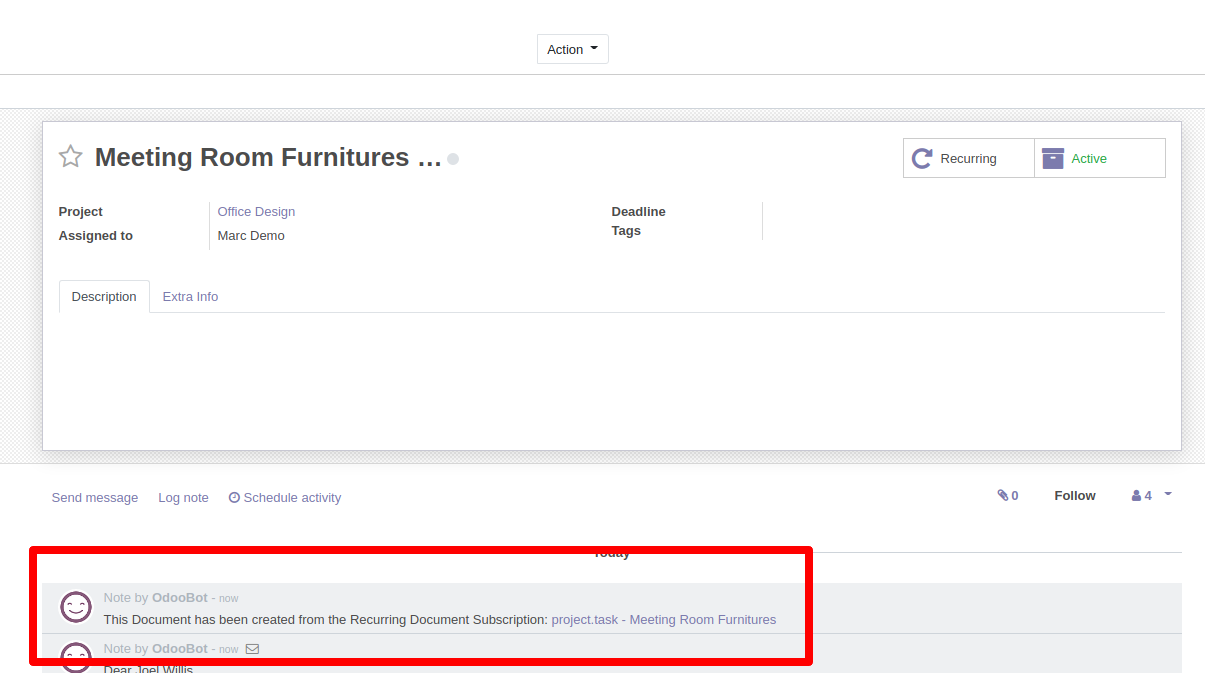 Action
Meeting Room Furnitures ...
Recurring
Active
Project Office Design
Assigned to Marc Demo
Deadline
Tags
Description Extra Info
Send message Log note Schedule activity 0 Follow 4
Today
Note by OdooBot - now
This Document has been created from the Recurring Document Subscription: project.task - Meeting Room Furnitures
Note by OdooBot - now
Dear Joel Willis